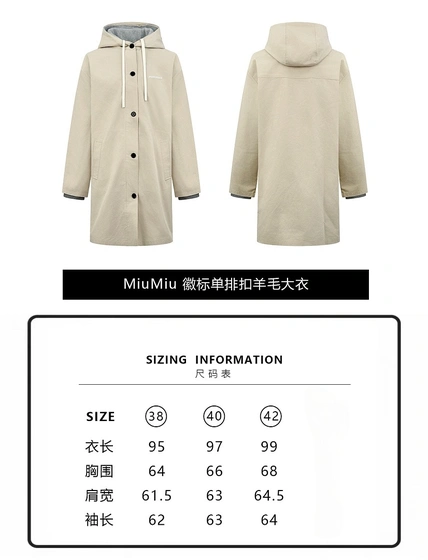 MiuMiu 徽标单排扣羊毛大衣
SIZING INFORMATION
尺码表
SIZE 38 40 42
衣长 95 97 99
胸围 64 66 68
肩宽 61.5 63 64.5
袖长 62 63 64